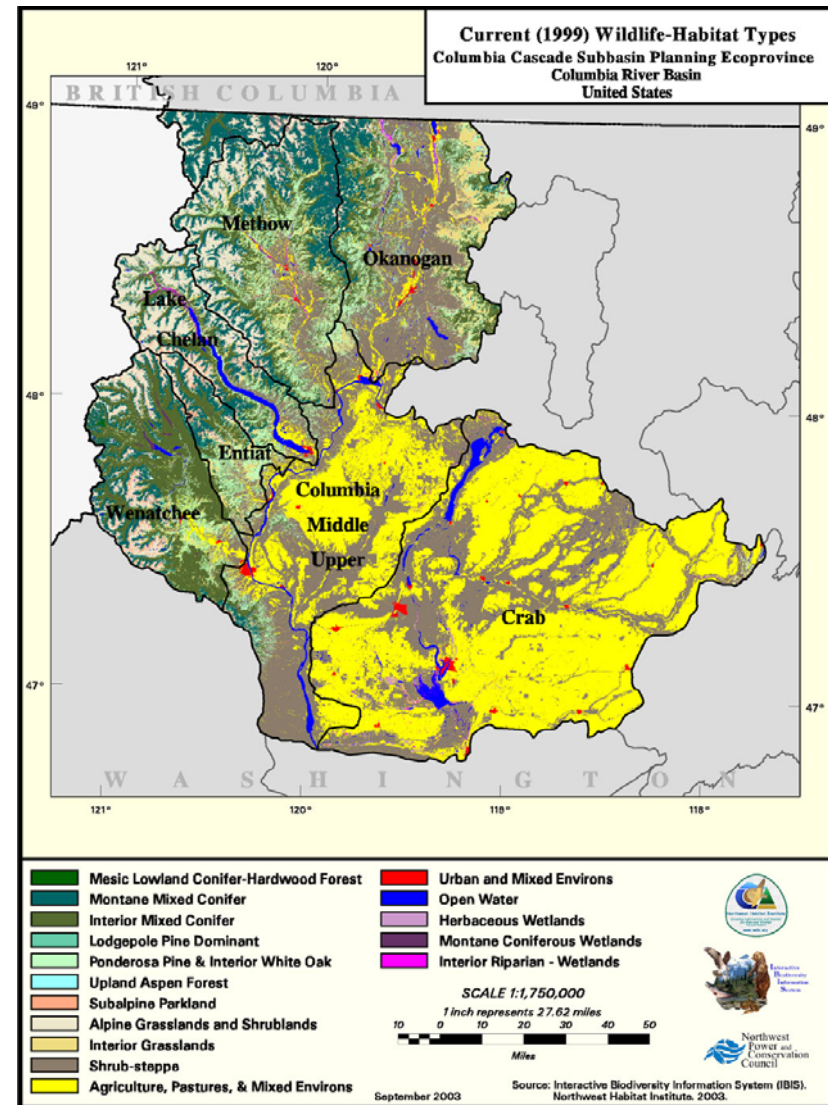 Current (1999) Wildlife-Habitat Types
Columbia Cascade Subbasin Planning Ecoprovince
Columbia River Basin
United States
121° 120°
BRITISH COLUMBIA
49° 49°
Methow
Okanogan
Lake
Chelan
48° 48°
Entiat
Columbia
Wenatchee
Middle
Upper
Crab
47° 47°
WASHINGTON
121° 120° 118° 118°
Mesic Lowland Conifer-Hardwood Forest
Montane Mixed Conifer
Interior Mixed Conifer
Lodgepole Pine Dominant
Ponderosa Pine & Interior White Oak
Upland Aspen Forest
Subalpine Parkland
Alpine Grasslands and Shrublands
Interior Grasslands
Shrub-steppe
Agriculture, Pastures, & Mixed Environs
Urban and Mixed Environs
Open Water
Herbaceous Wetlands
Montane Coniferous Wetlands
Interior Riparian - Wetlands
SCALE 1:1,750,000
1 inch represents 27.62 miles
10 0 10 20 30 40 50
Miles
Interactive
Biodiversity
Information
System
Northwest
Power and
Conservation
Council
September 2003
Source: Interactive Biodiversity Information System (IBIS).
Northwest Habitat Institute. 2003.